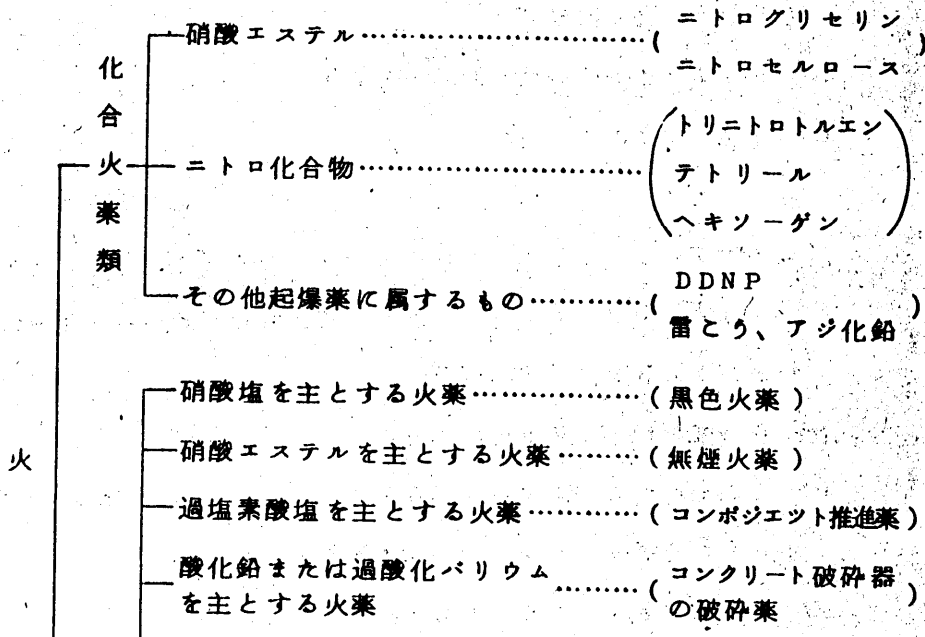 硝酸エステル…………………………(ニトログリセリン
ニトロセルロース)
化合火薬類
ニトロ化合物…………………………(トリニトロトルエン
テトリール
ヘキソーゲン)
その他起爆薬に属するもの…………(DDNP
雷こう、アジ化鉛)
火
硝酸塩を主とする火薬………………(黒色火薬)
硝酸エステルを主とする火薬………(無煙火薬)
過塩素酸塩を主とする火薬…………(コンポジエツト推進薬)
酸化鉛または過酸化バリウム
を主とする火薬………(コンクリート破砕器
の破砕薬)